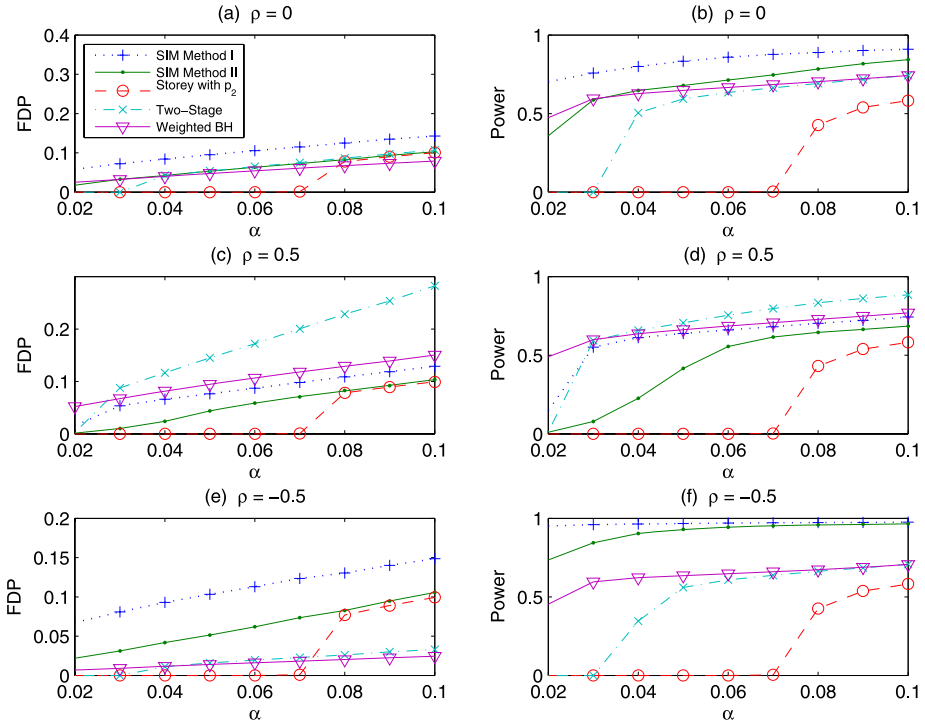 (a) ρ = 0
FDP
0.4
0.3
0.2
0.1
0
SIM Method I
SIM Method II
Storey with p2
Two−Stage
Weighted BH
0.02 0.04 0.06 0.08 0.1
α
(b) ρ = 0
Power
1
0.5
0
0.02 0.04 0.06 0.08 0.1
α
(c) ρ = 0.5
FDP
0.2
0.1
0
0.02 0.04 0.06 0.08 0.1
α
(d) ρ = 0.5
Power
1
0.5
0
0.02 0.04 0.06 0.08 0.1
α
(e) ρ = −0.5
FDP
0.2
0.15
0.1
0.05
0
0.02 0.04 0.06 0.08 0.1
α
(f) ρ = −0.5
Power
1
0.5
0
0.02 0.04 0.06 0.08 0.1
α